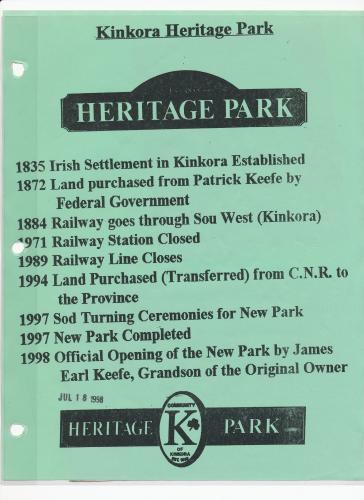 Kinkora Heritage Park
HERITAGE PARK
1835 Irish Settlement in Kinkora Established
1872 Land purchased from Patrick Keefe by
Federal Government
1884 Railway goes through Sou West (Kinkora)
1971 Railway Station Closed
1989 Railway Line Closes
1994 Land Purchased (Transferred) from C.N.R. to
the Province
1997 Sod Turning Ceremonies for New Park
1997 New Park Completed
1998 Official Opening of the New Park by James
Earl Keefe, Grandson of the Original Owner
JUL 18 1998
COMMUNITY
HERITAGE K PARK
OF KINKORA